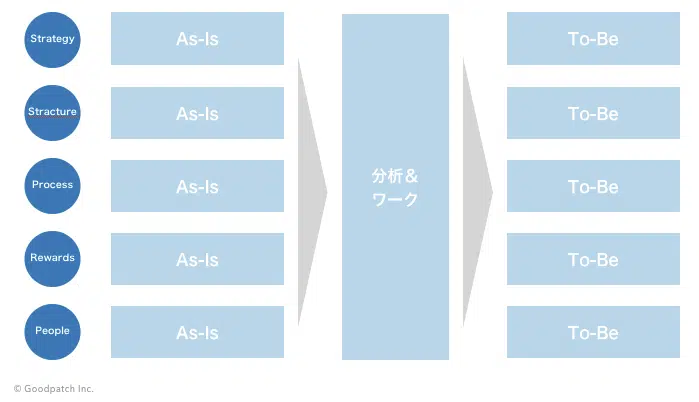 Strategy As-Is To-Be
Stracture As-Is To-Be
Process As-Is 分析& To-Be
ワーク
Rewards As-Is To-Be
People As-Is To-Be
© Goodpatch Inc.